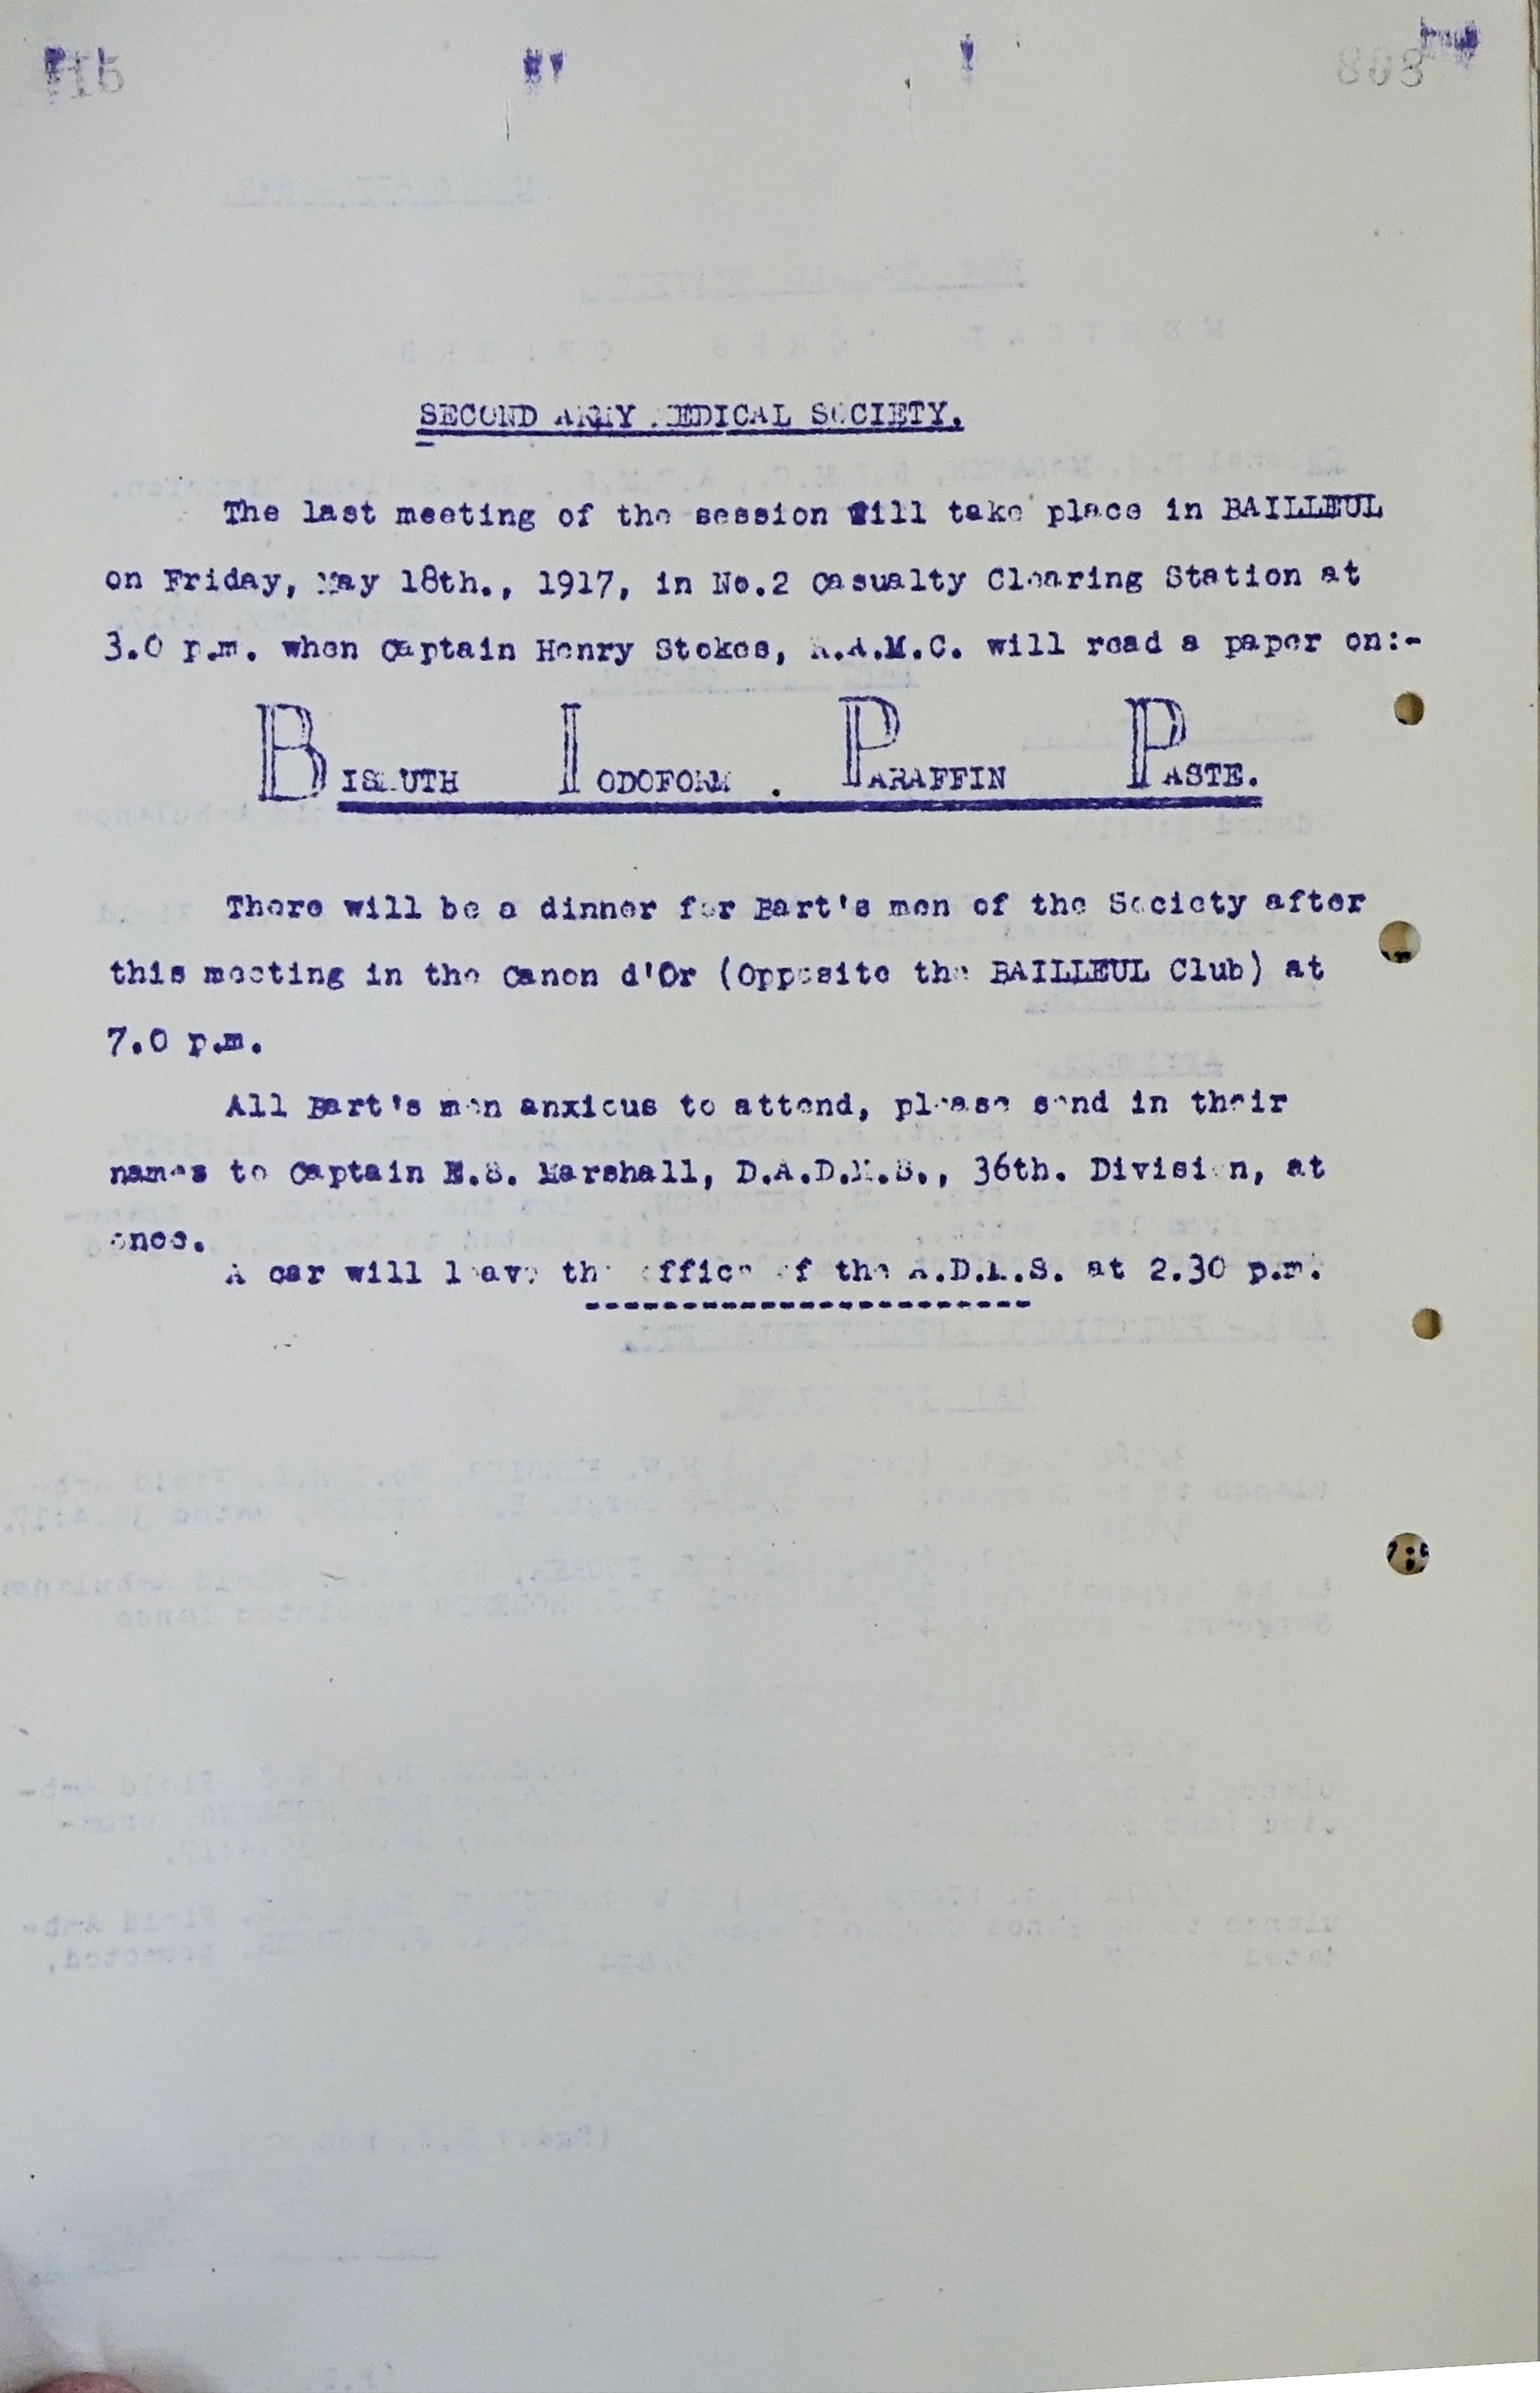 SECOND ARMY MEDICAL SOCIETY.
The last meeting of the session will take place in BAILLEUL
on Friday, May 18th., 1917, in No.2 Casualty Clearing Station at
3.0 p.m. when Captain Henry Stokes, R.A.M.C. will read a paper on:-
BISMUTH IODOFORM . PARAFFIN PASTE.
There will be a dinner for Bart's men of the Society after
this meeting in the Canon d'Or (Opposite the BAILLEUL Club) at
7.0 p.m.
All Bart's men anxious to attend, please send in their
names to Captain E.S. Marshall, D.A.D.M.S., 36th. Division, at
once.
A car will leave the office of the A.D.M.S. at 2.30 p.m.